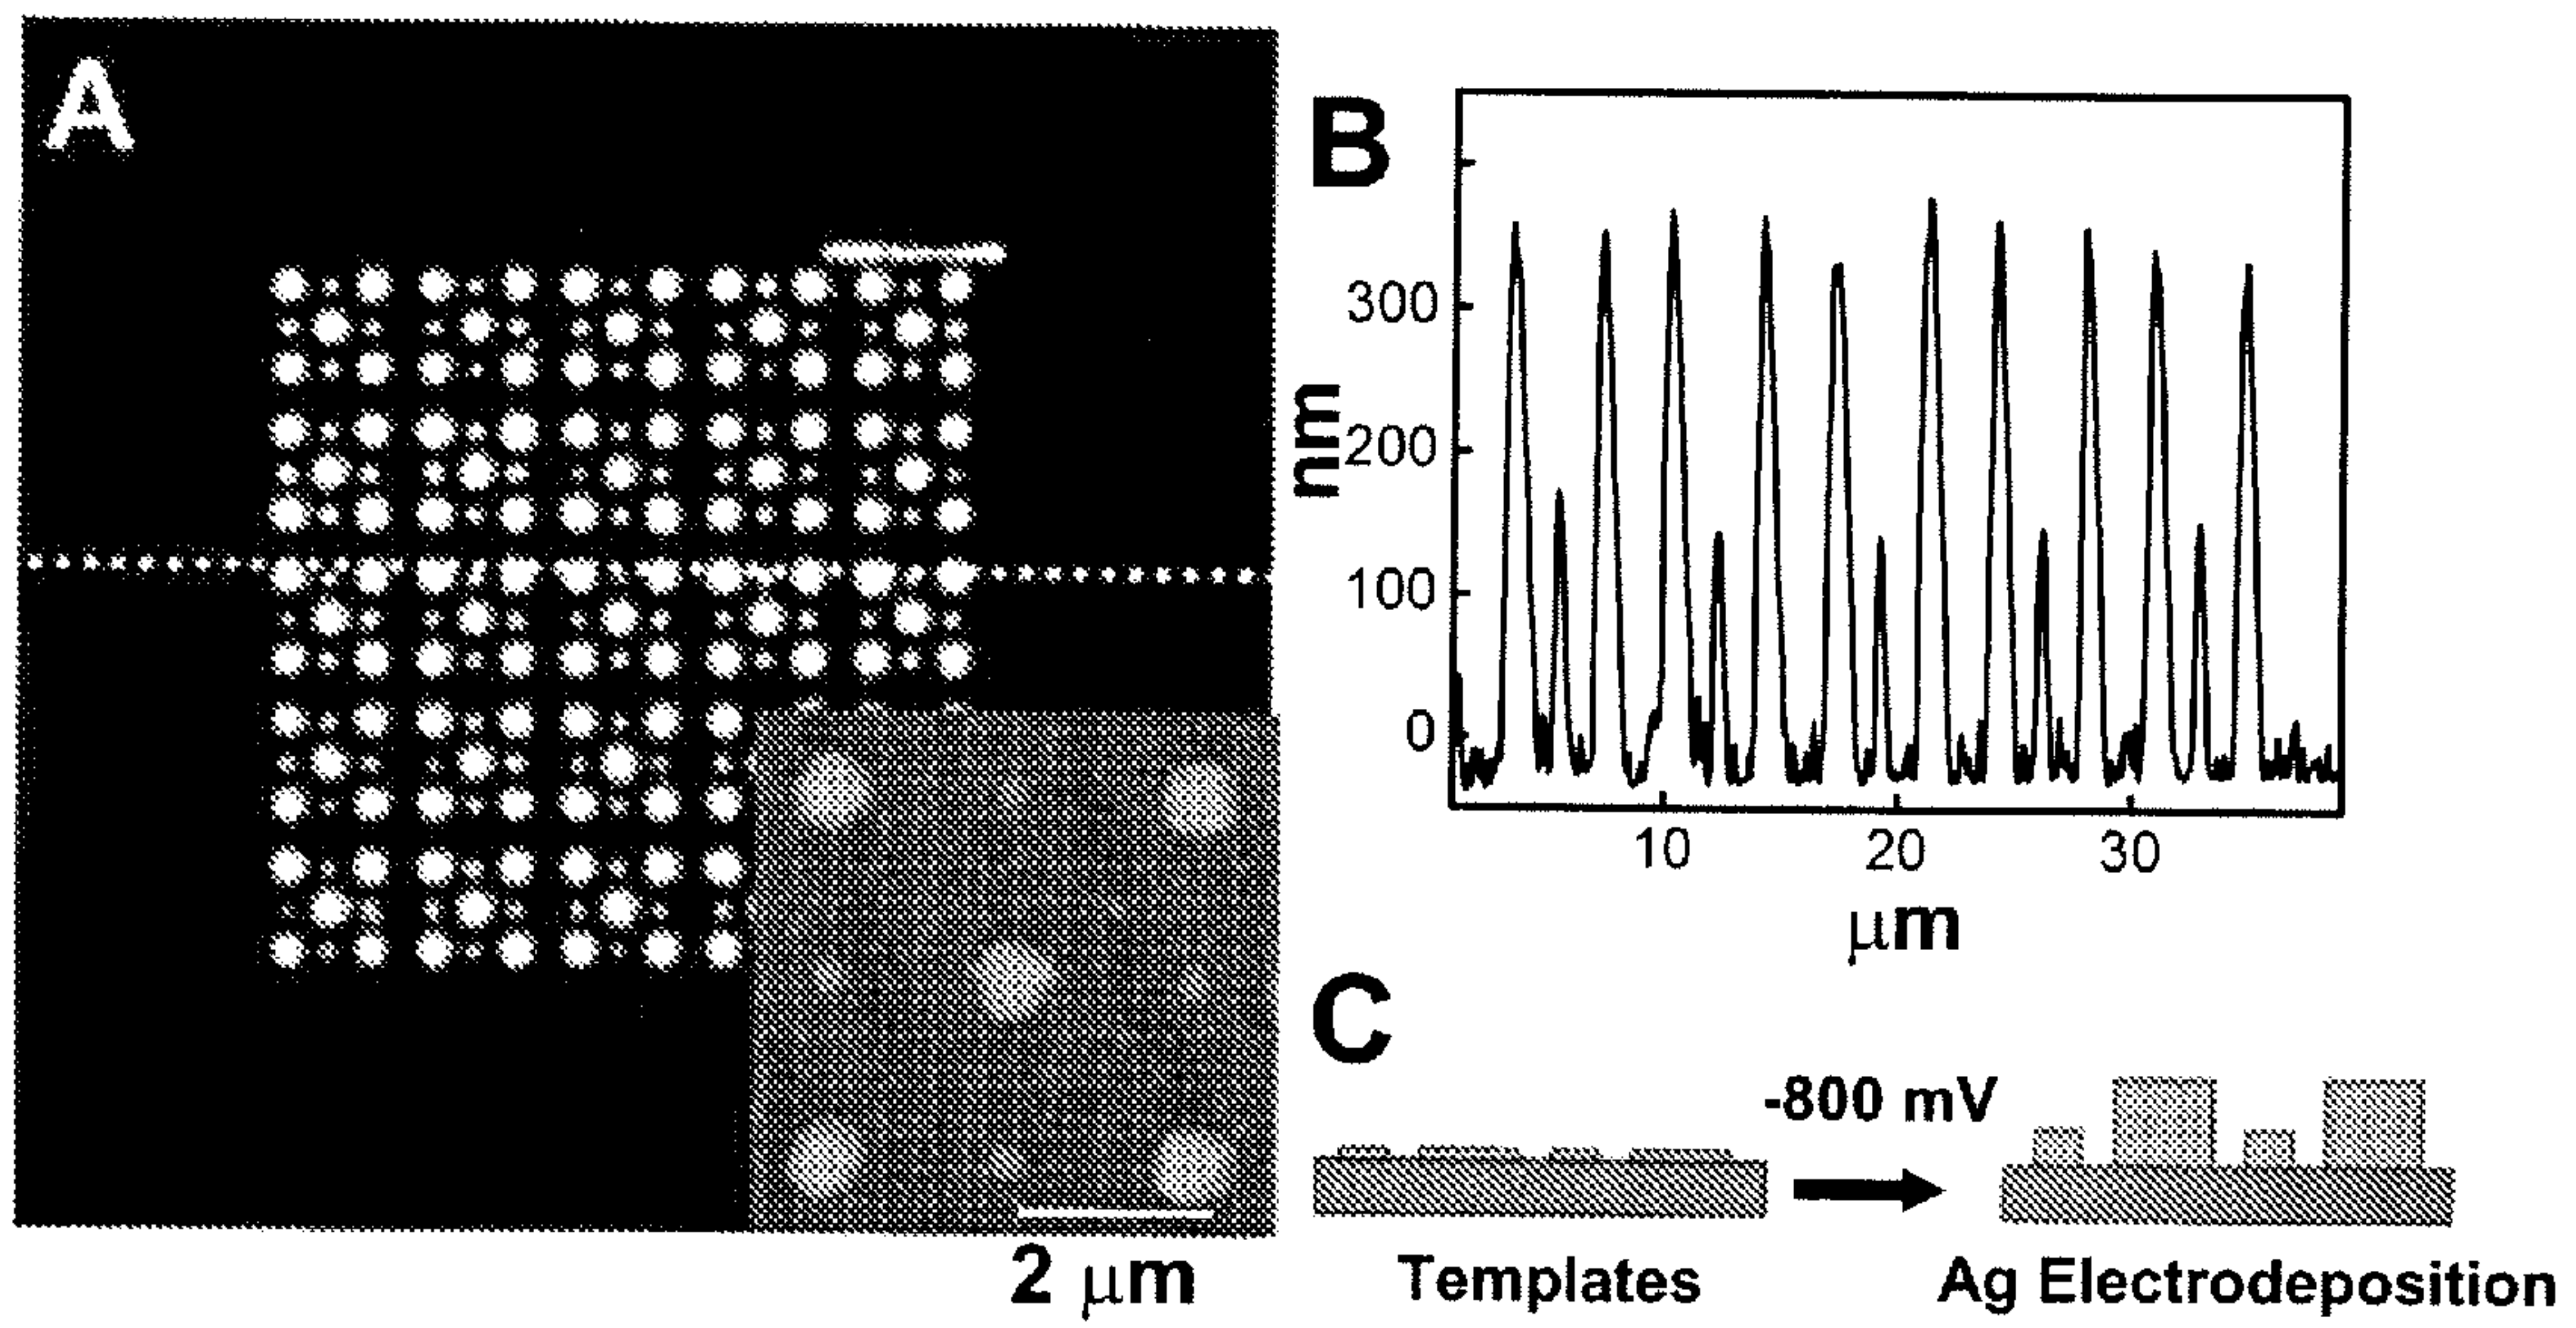 A
2 μm
B
nm
300
200
100
0
10 20 30
μm
C
-800 mV
Templates
Ag Electrodeposition